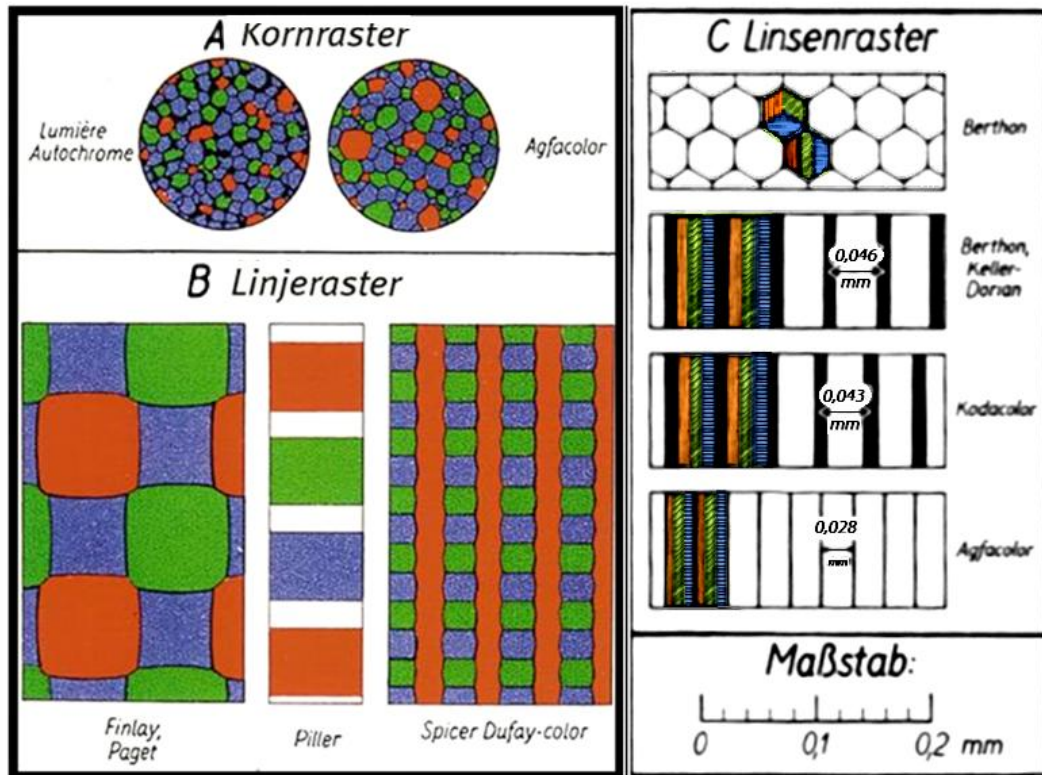 A Kornraster
Lumière
Autochrome
Agfacolor
B Linjeraster
Finlay,
Paget
Piller
Spicer Dufay-color
C Linsenraster
Berthon
Berthon,
Keller-
Dorian
0,046
mm
Kodacolor
0,043
mm
Agfacolor
0,028
mm
Maßstab:
0 0,1 0,2 mm